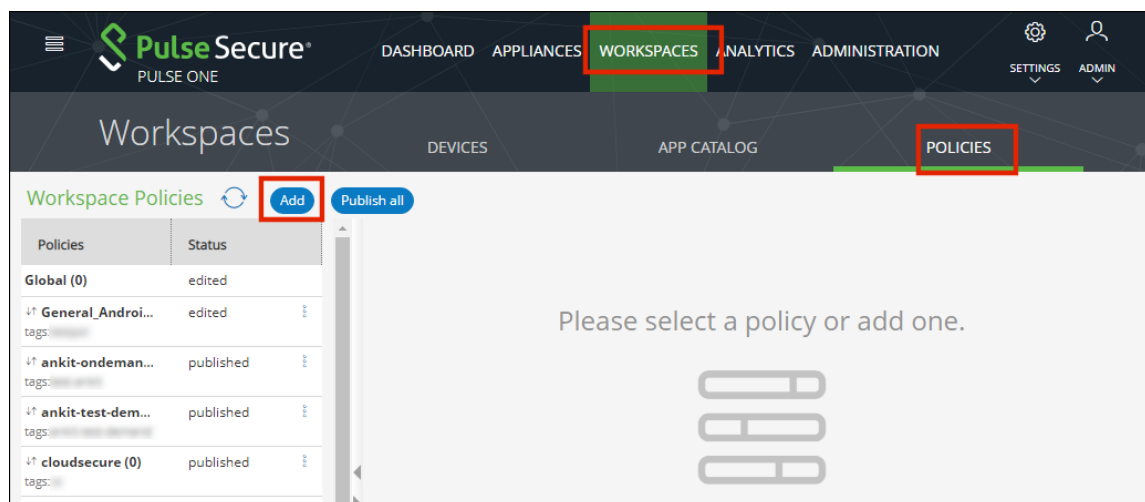 Pulse Secure®
PULSE ONE
DASHBOARD APPLIANCES WORKSPACES ANALYTICS ADMINISTRATION
SETTINGS ADMIN
Workspaces
DEVICES APP CATALOG POLICIES
Workspace Policies Add Publish all
Policies Status
Global (0) edited
General_Androi... edited
tags:
ankit-ondeman... published
tags:
ankit-test-dem... published
tags:
cloudsecure (0) published
tags:
Please select a policy or add one.